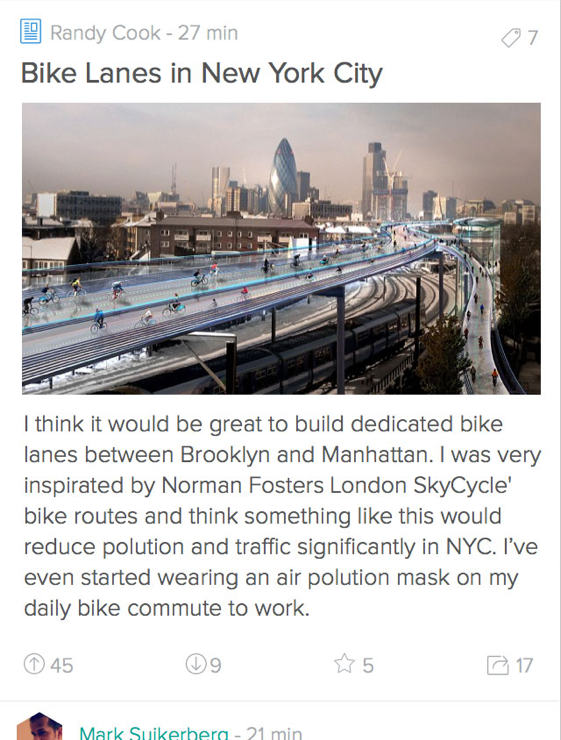 Randy Cook - 27 min
7
Bike Lanes in New York City
I think it would be great to build dedicated bike
lanes between Brooklyn and Manhattan. I was very
inspirated by Norman Fosters London SkyCycle'
bike routes and think something like this would
reduce polution and traffic significantly in NYC. I've
even started wearing an air polution mask on my
daily bike commute to work.
45 9 5 17
Mark Suikerberg - 21 min